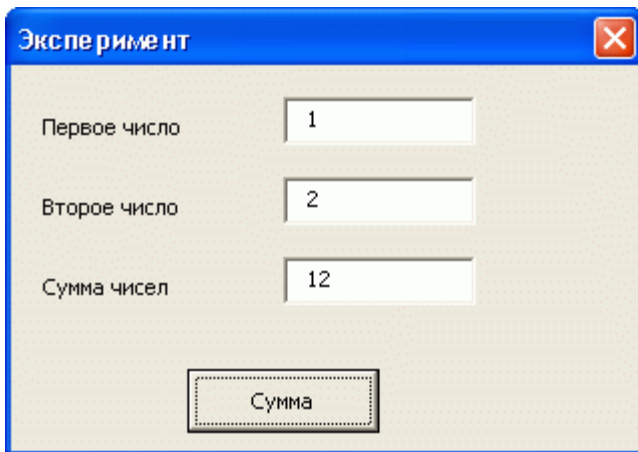 Эксперимент
Первое число 1
Второе число 2
Сумма чисел 12
Сумма